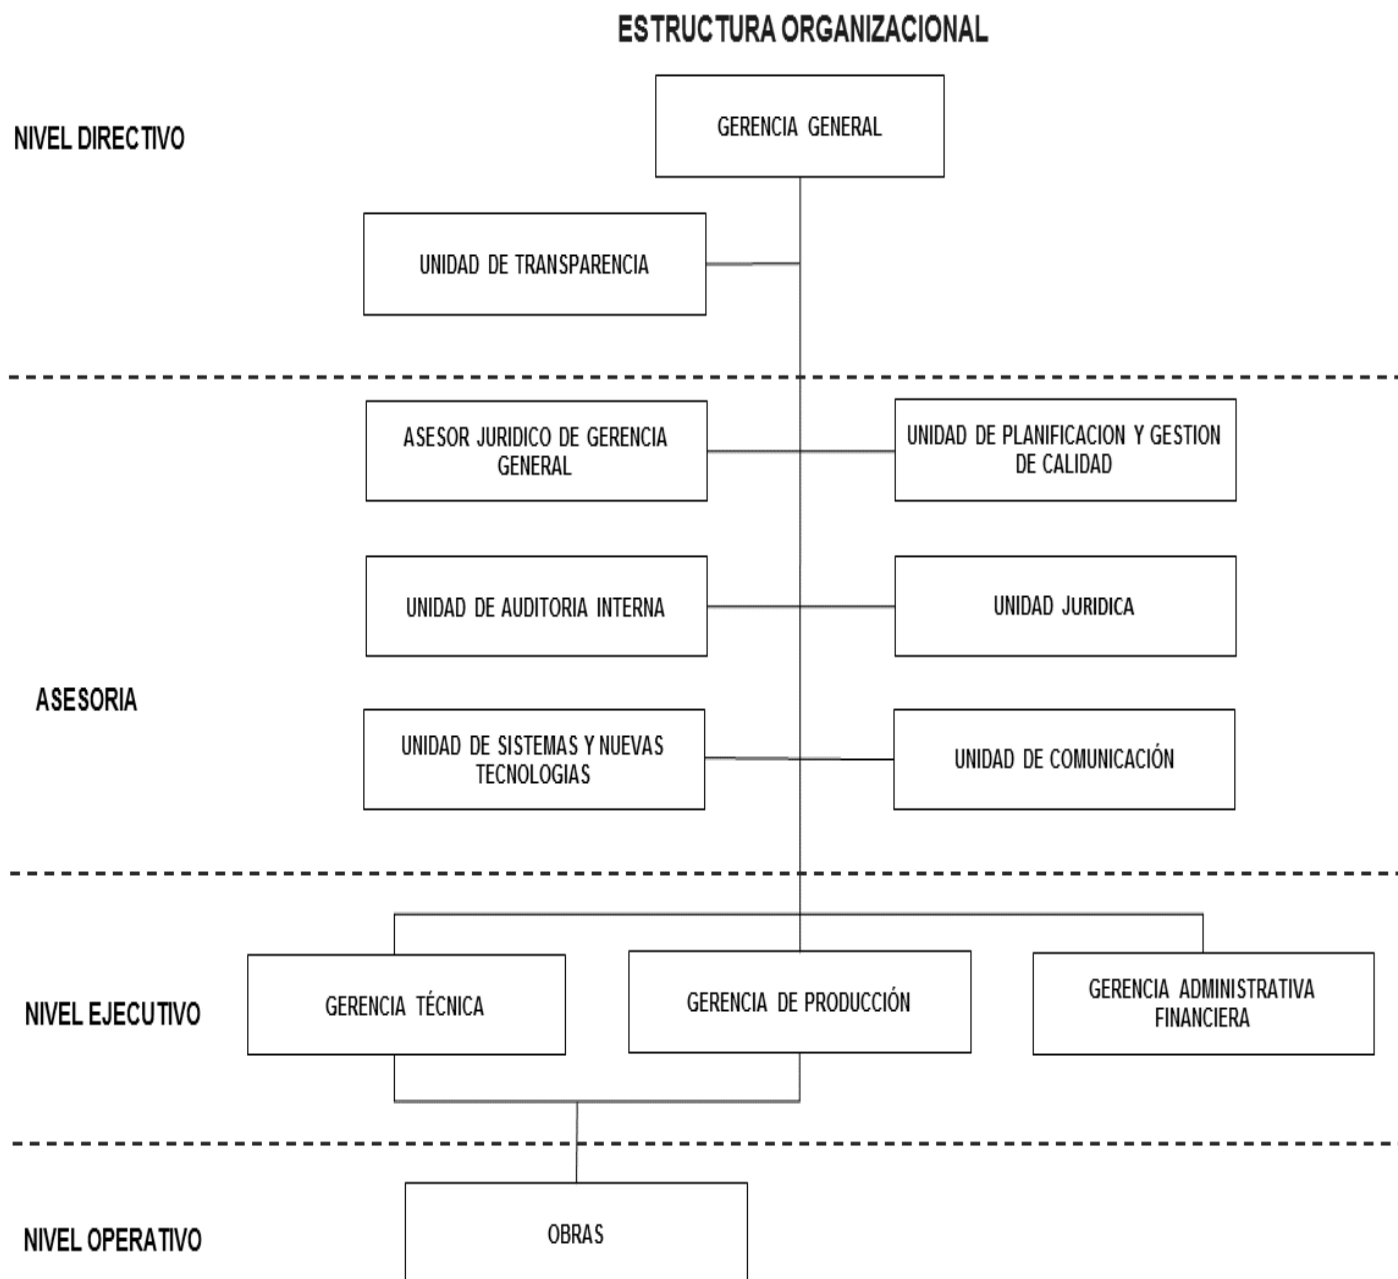 ESTRUCTURA ORGANIZACIONAL
GERENCIA GENERAL
NIVEL DIRECTIVO
UNIDAD DE TRANSPARENCIA
ASESOR JURIDICO DE GERENCIA
GENERAL
UNIDAD DE PLANIFICACION Y GESTION
DE CALIDAD
UNIDAD DE AUDITORIA INTERNA
UNIDAD JURIDICA
ASESORIA
UNIDAD DE SISTEMAS Y NUEVAS
TECNOLOGIAS
UNIDAD DE COMUNICACIÓN
NIVEL EJECUTIVO
GERENCIA TÉCNICA
GERENCIA DE PRODUCCIÓN
GERENCIA ADMINISTRATIVA
FINANCIERA
NIVEL OPERATIVO
OBRAS